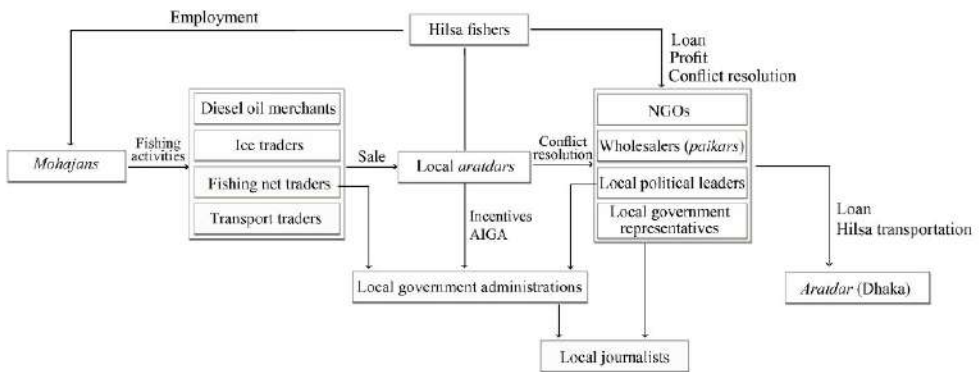 Employment
Hilsa fishers
Loan
Profit
Conflict resolution
Diesel oil merchants
NGOs
Mohajans
Fishing
activities
Ice traders
Sale
Local aratdars
Conflict
resolution
Wholesalers (paikars)
Fishing net traders
Local political leaders
Transport traders
Incentives
AIGA
Local government
representatives
Loan
Hilsa transportation
Local government administrations
Aratdar (Dhaka)
Local journalists